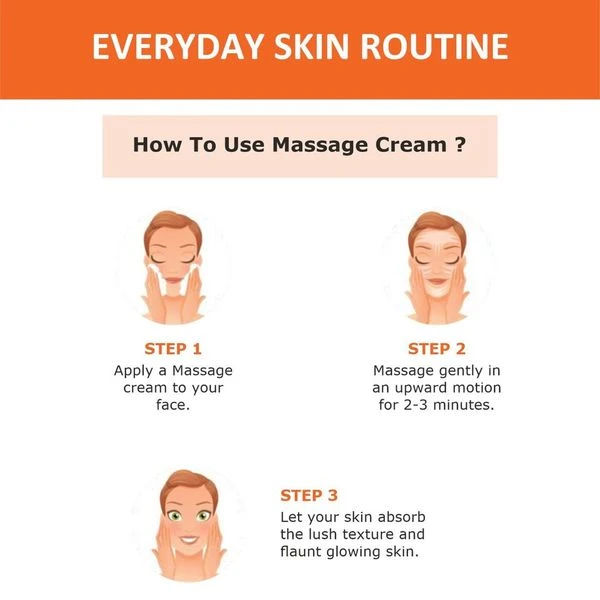 EVERYDAY SKIN ROUTINE
How To Use Massage Cream ?
STEP 1
Apply a Massage
cream to your
face.
STEP 2
Massage gently in
an upward motion
for 2-3 minutes.
STEP 3
Let your skin absorb
the lush texture and
flaunt glowing skin.